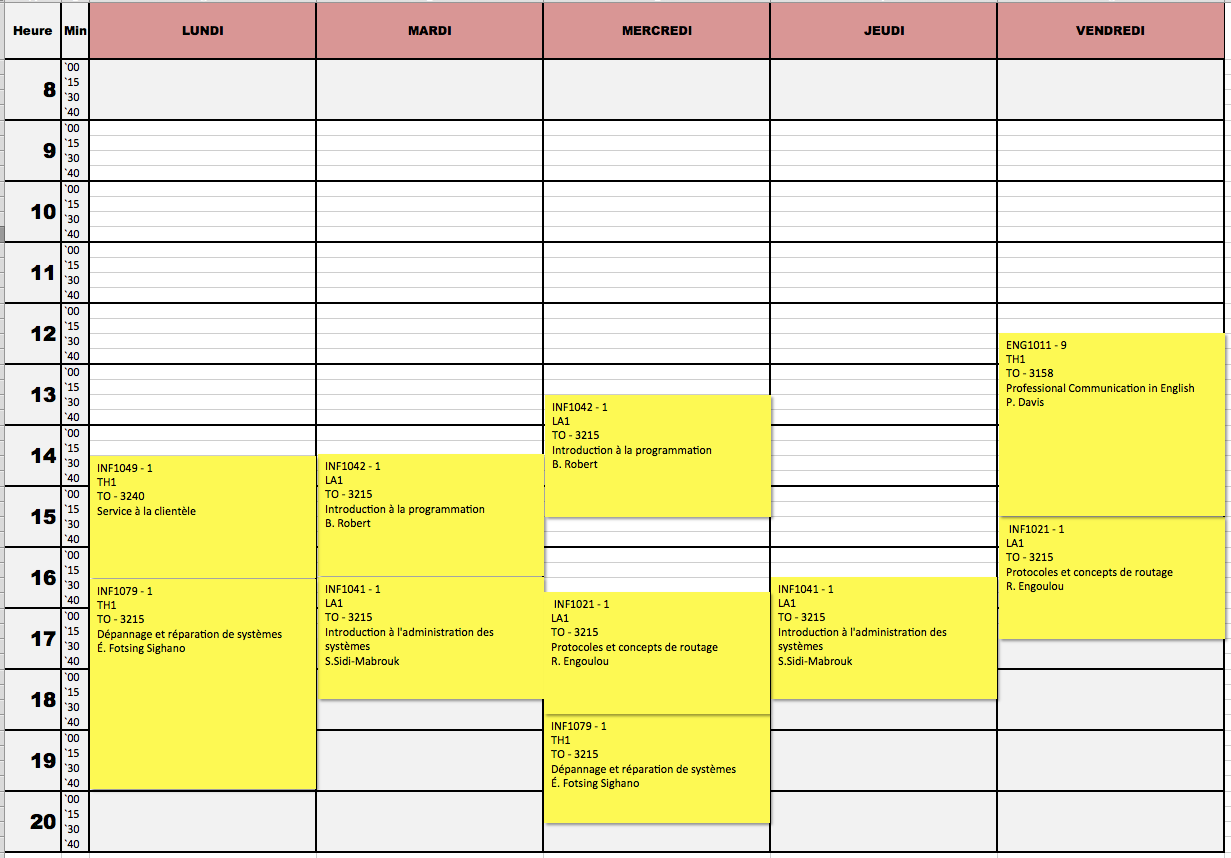 Heure Min LUNDI MARDI MERCREDI JEUDI VENDREDI
8
`00
`15
`30
`40
9
`00
`15
`30
`40
10
`00
`15
`30
`40
11
`00
`15
`30
`40
12
`00
`15
`30
`40
13
`00
`15
`30
`40
14
`00
`15
`30
`40
15
`00
`15
`30
`40
16
`00
`15
`30
`40
17
`00
`15
`30
`40
18
`00
`15
`30
`40
19
`00
`15
`30
`40
20
`00
`15
`30
`40
INF1049 - 1
TH1
TO - 3240
Service à la clientèle
INF1079 - 1
TH1
TO - 3215
Dépannage et réparation de systèmes
É. Fotsing Sighano
INF1042 - 1
LA1
TO - 3215
Introduction à la programmation
B. Robert
INF1041 - 1
LA1
TO - 3215
Introduction à l'administration des
systèmes
S.Sidi-Mabrouk
INF1042 - 1
LA1
TO - 3215
Introduction à la programmation
B. Robert
INF1021 - 1
LA1
TO - 3215
Protocoles et concepts de routage
R. Engoulou
INF1079 - 1
TH1
TO - 3215
Dépannage et réparation de systèmes
É. Fotsing Sighano
INF1041 - 1
LA1
TO - 3215
Introduction à l'administration des
systèmes
S.Sidi-Mabrouk
ENG1011 - 9
TH1
TO - 3158
Professional Communication in English
P. Davis
INF1021 - 1
LA1
TO - 3215
Protocoles et concepts de routage
R. Engoulou